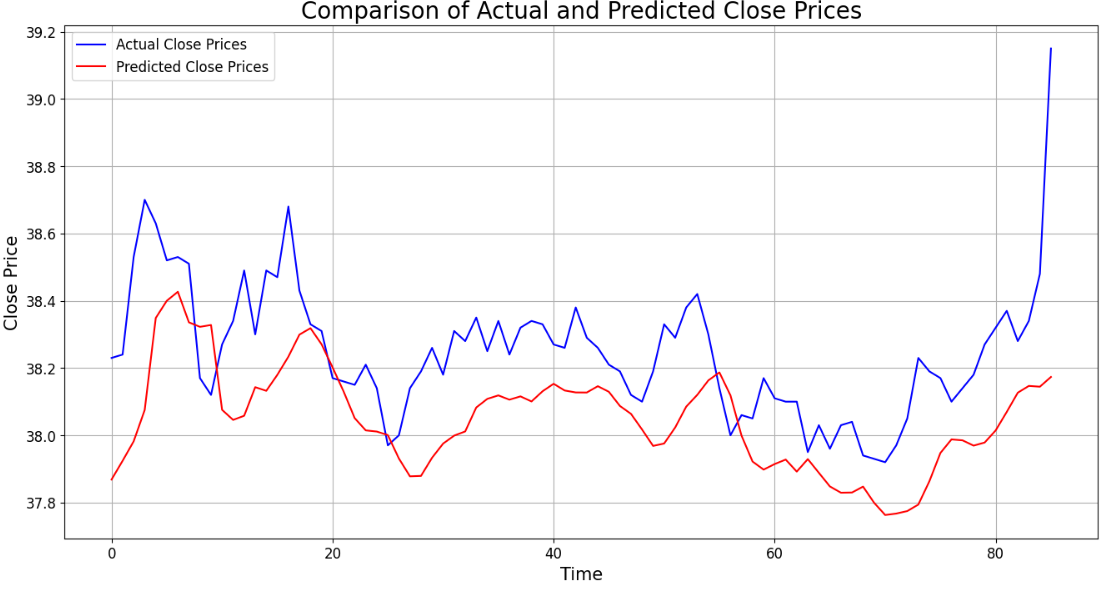 Comparison of Actual and Predicted Close Prices
Actual Close Prices
Predicted Close Prices
Close Price
39.2
39.0
38.8
38.6
38.4
38.2
38.0
37.8
0 20 40 60 80
Time